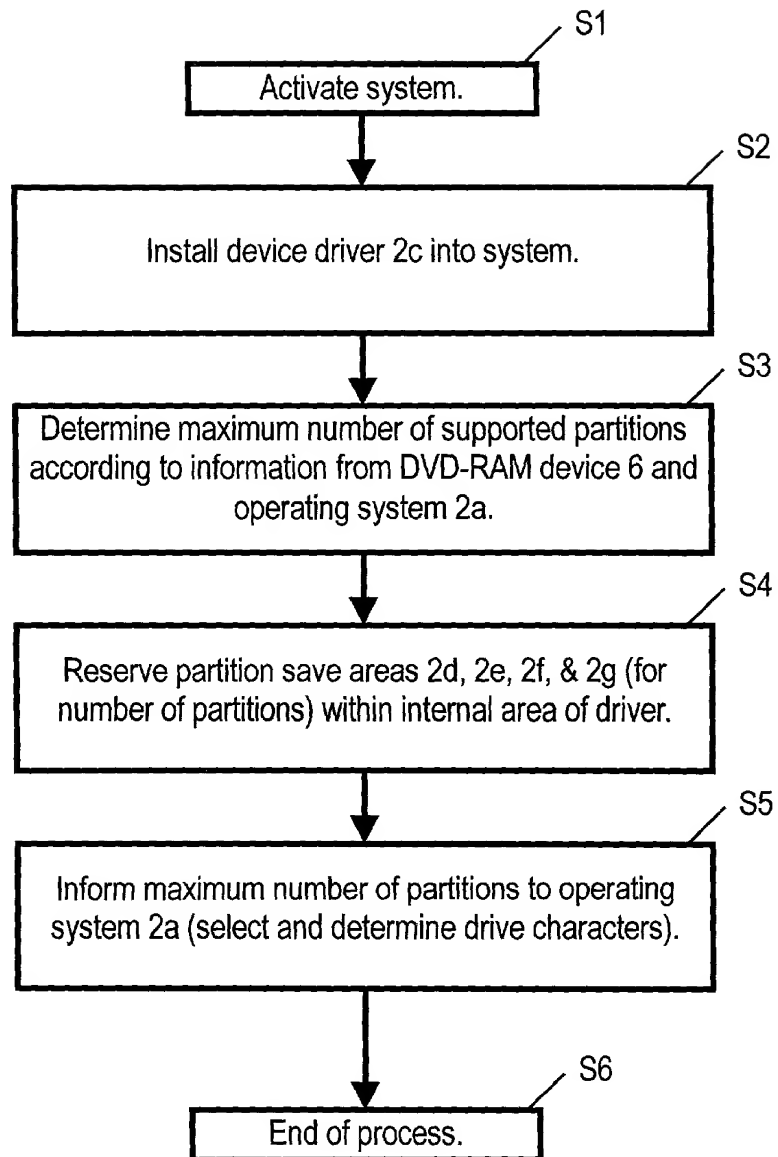 S1
Activate system.
S2
Install device driver 2c into system.
S3
Determine maximum number of supported partitions
according to information from DVD-RAM device 6 and
operating system 2a.
S4
Reserve partition save areas 2d, 2e, 2f, & 2g (for
number of partitions) within internal area of driver.
S5
Inform maximum number of partitions to operating
system 2a (select and determine drive characters).
S6
End of process.